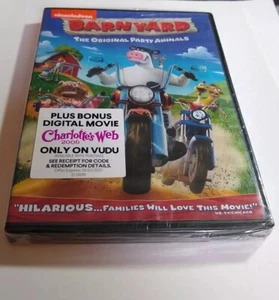 nickelodeon
BARNYARD
THE ORIGINAL PARTY ANIMALS
PLUS BONUS
DIGITAL MOVIE
Charlotte's Web
2006
ONLY ON VUDU
SEE RECEIPT FOR CODE
& REDEMPTION DETAILS.
"HILARIOUS...FAMILIES WILL LOVE THIS MOVIE!"